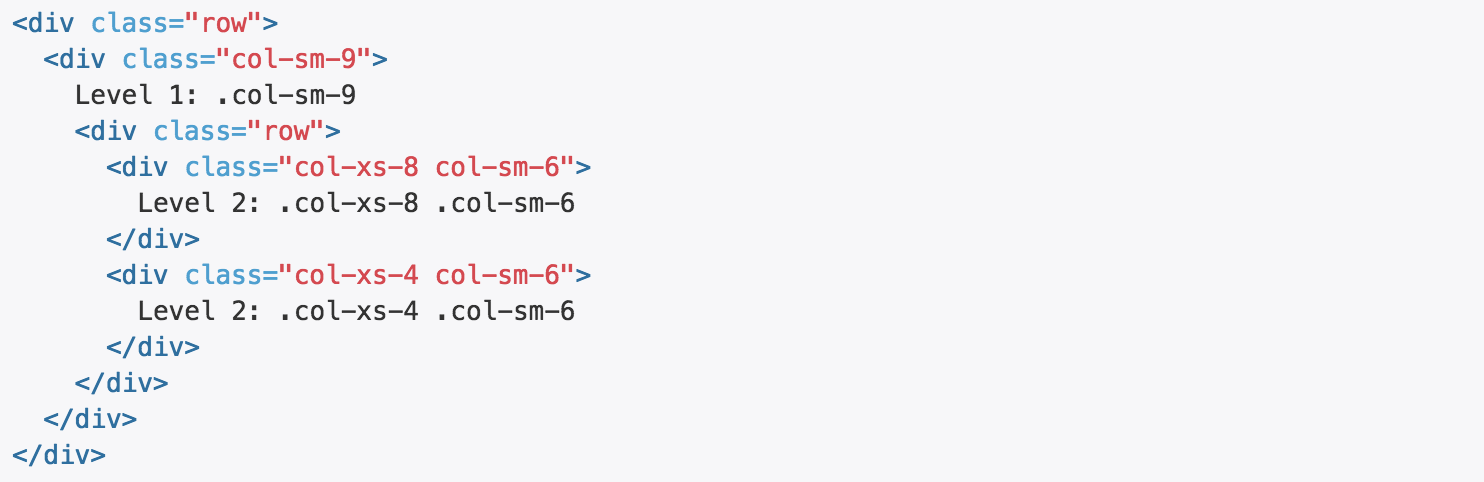 <div class="row">
  <div class="col-sm-9">
    Level 1: .col-sm-9
    <div class="row">
      <div class="col-xs-8 col-sm-6">
        Level 2: .col-xs-8 .col-sm-6
      </div>
      <div class="col-xs-4 col-sm-6">
        Level 2: .col-xs-4 .col-sm-6
      </div>
    </div>
  </div>
</div>